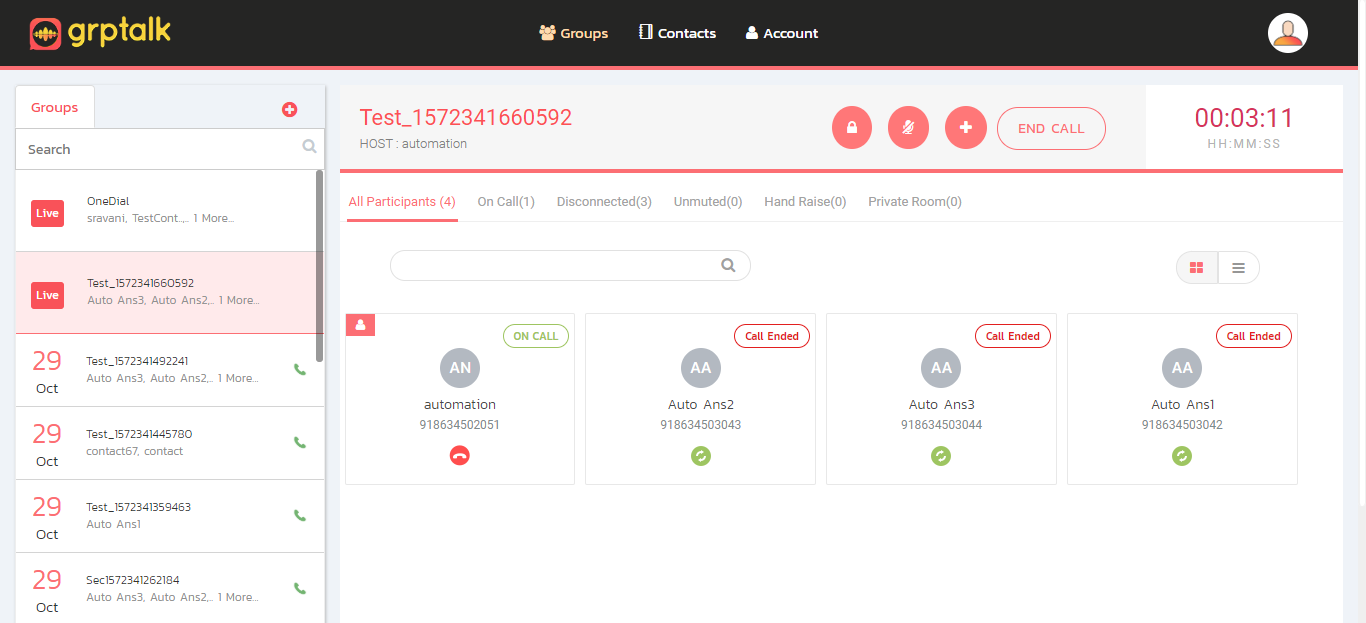 grptalk
Groups
Contacts
Account
Groups
Search
Live
OneDial
sravani, TestCont..,.. 1 More...
Live
Test_1572341660592
Auto Ans3, Auto Ans2,.. 1 More...
29
Oct
Test_1572341492241
Auto Ans3, Auto Ans2,.. 1 More...
29
Oct
Test_1572341445780
contact67, contact
29
Oct
Test_1572341359463
Auto Ans1
29
Oct
Sec1572341262184
Auto Ans3, Auto Ans2,.. 1 More...
Test_1572341660592
HOST : automation
END CALL
00:03:11
HH:MM:SS
All Participants (4)
On Call(1)
Disconnected(3)
Unmuted(0)
Hand Raise(0)
Private Room(0)
ON CALL
AN
automation
918634502051
Call Ended
AA
Auto Ans2
918634503043
Call Ended
AA
Auto Ans3
918634503044
Call Ended
AA
Auto Ans1
918634503042